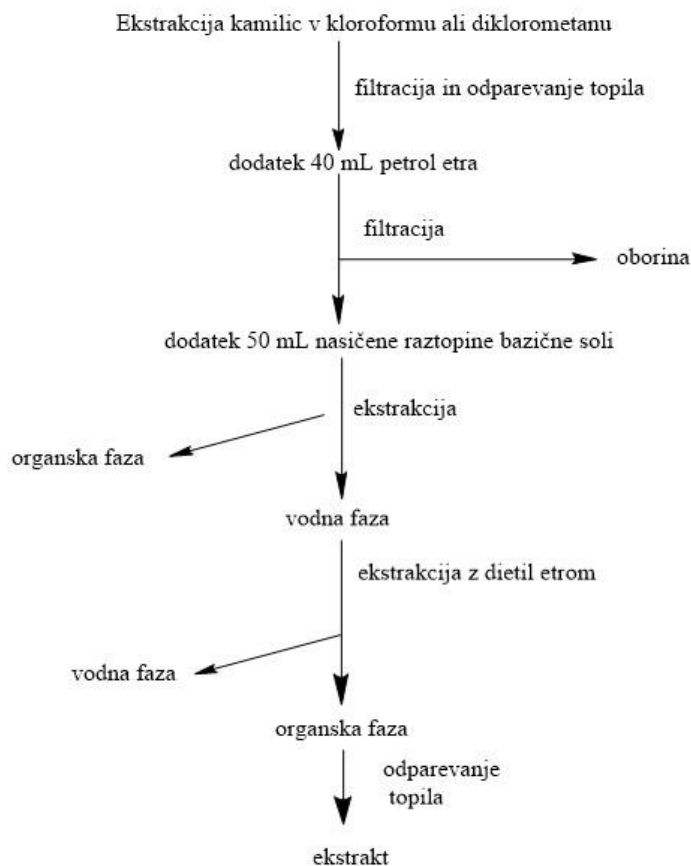 Ekstrakcija kamilic v kloroformu ali diklorometanu
filtracija in odparevanje topila
dodatek 40 mL petrol etra
filtracija
oborina
dodatek 50 mL nasičene raztopine bazične soli
ekstrakcija
organska faza
vodna faza
ekstrakcija z dietil etrom
vodna faza
organska faza
odparevanje
topila
ekstrakt